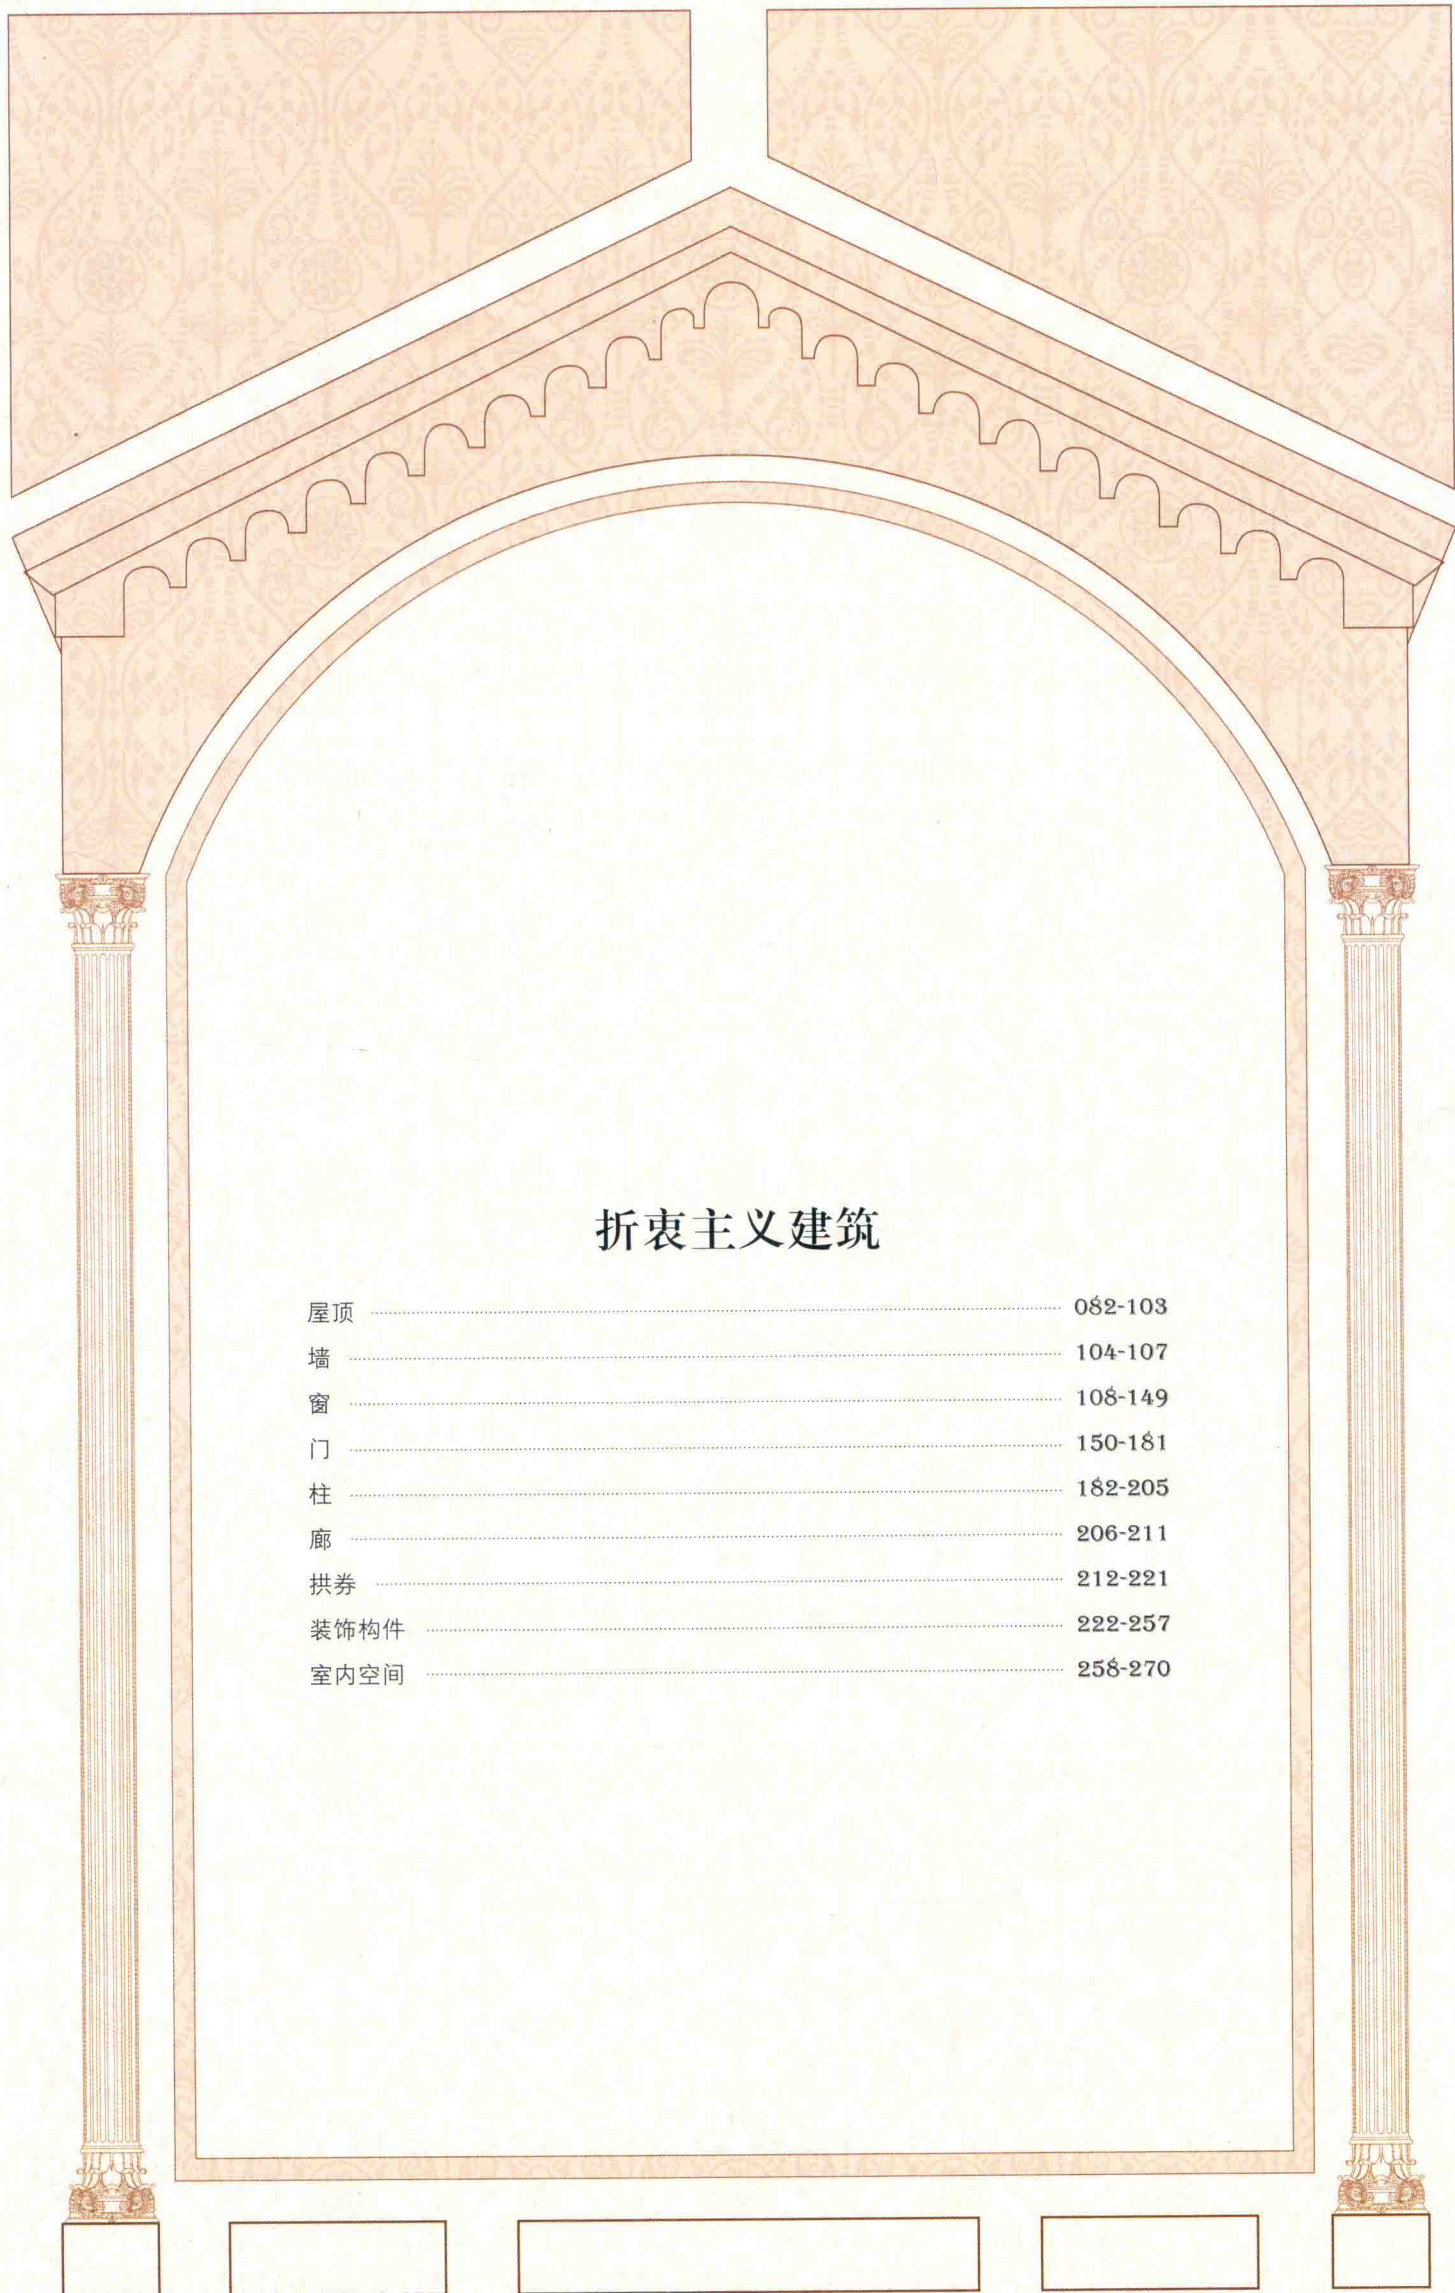 折衷主义建筑
屋顶 082-103
墙 104-107
窗 108-149
门 150-181
柱 182-205
廊 206-211
拱券 212-221
装饰构件 222-257
室内空间 258-270